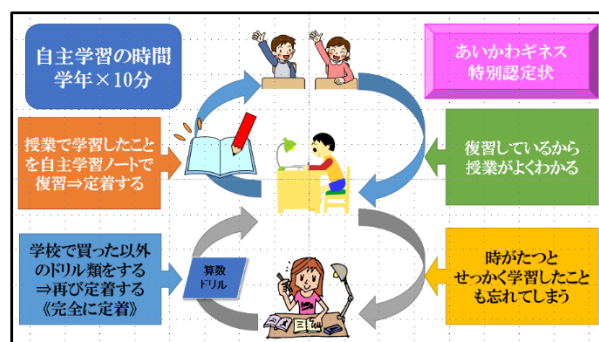 自主学習の時間
学年×10分
あいかわギネス
特別認定状
授業で学習したこと
を自主学習ノートで
復習⇒定着する
復習しているから
授業がよくわかる
学校で買った以外
のドリル類をする
⇒再び定着する
《完全に定着》
算数
ドリル
時がたつと
せっかく学習したこと
も忘れてしまう